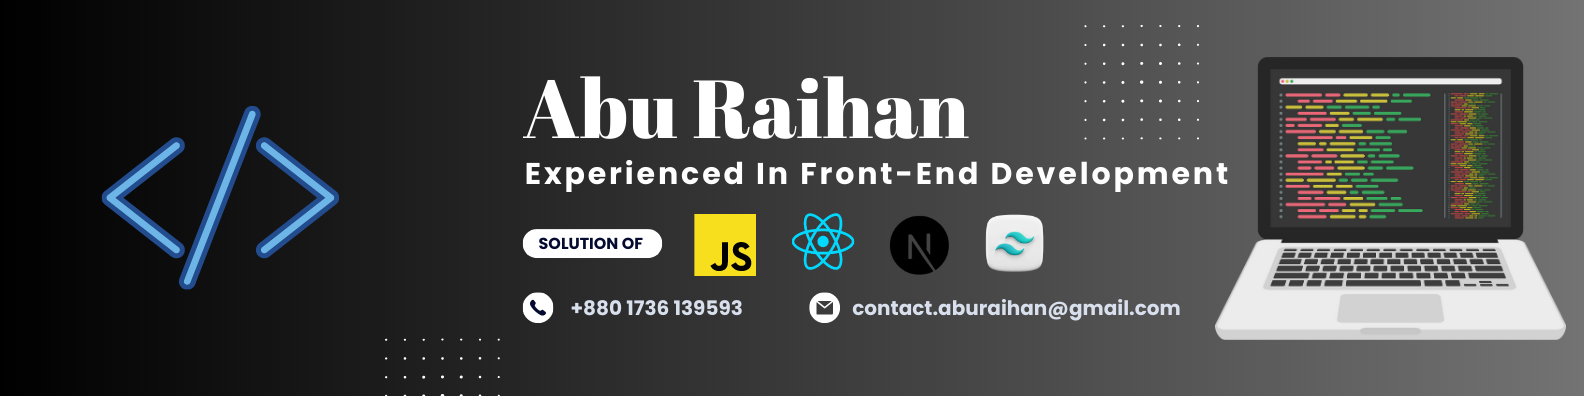 Abu Raihan
Experienced In Front-End Development
SOLUTION OF
JS
N
+880 1736 139593
contact.aburaihan@gmail.com